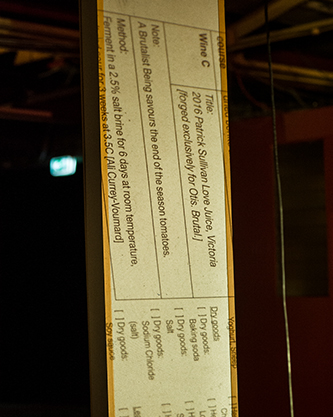 course
Wine C
Title:
2016 Patrick Sullivan Love Juice, Victoria
[forged exclusively for Otis. Brutal.]
Note:
A Brutalist Being savours the end of the season tomatoes.
Method:
Ferment in a 2.5% salt brine for 6 days at room temperature,
for 3 weeks at 3.5C [Ali Currey-Voumard]
Dry goods
[ ] Dry goods:
Baking soda
[ ] Dry goods:
Salt
[ ] Dry goods:
Sodium Chloride
(salt)
[ ] Dry goods:
Soy sauce